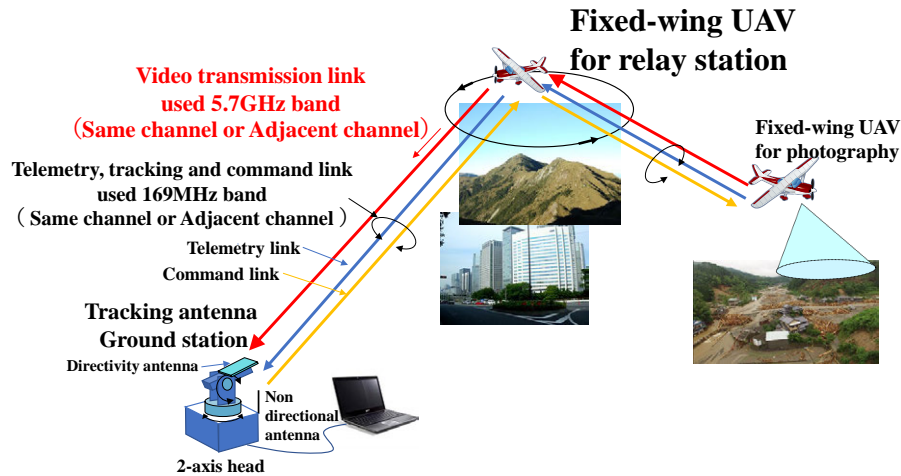 Fixed-wing UAV
for relay station
Video transmission link
used 5.7GHz band
(Same channel or Adjacent channel)
Fixed-wing UAV
for photography
Telemetry, tracking and command link
used 169MHz band
( Same channel or Adjacent channel )
Telemetry link
Command link
Tracking antenna
Ground station
Directivity antenna
Non
directional
antenna
2-axis head